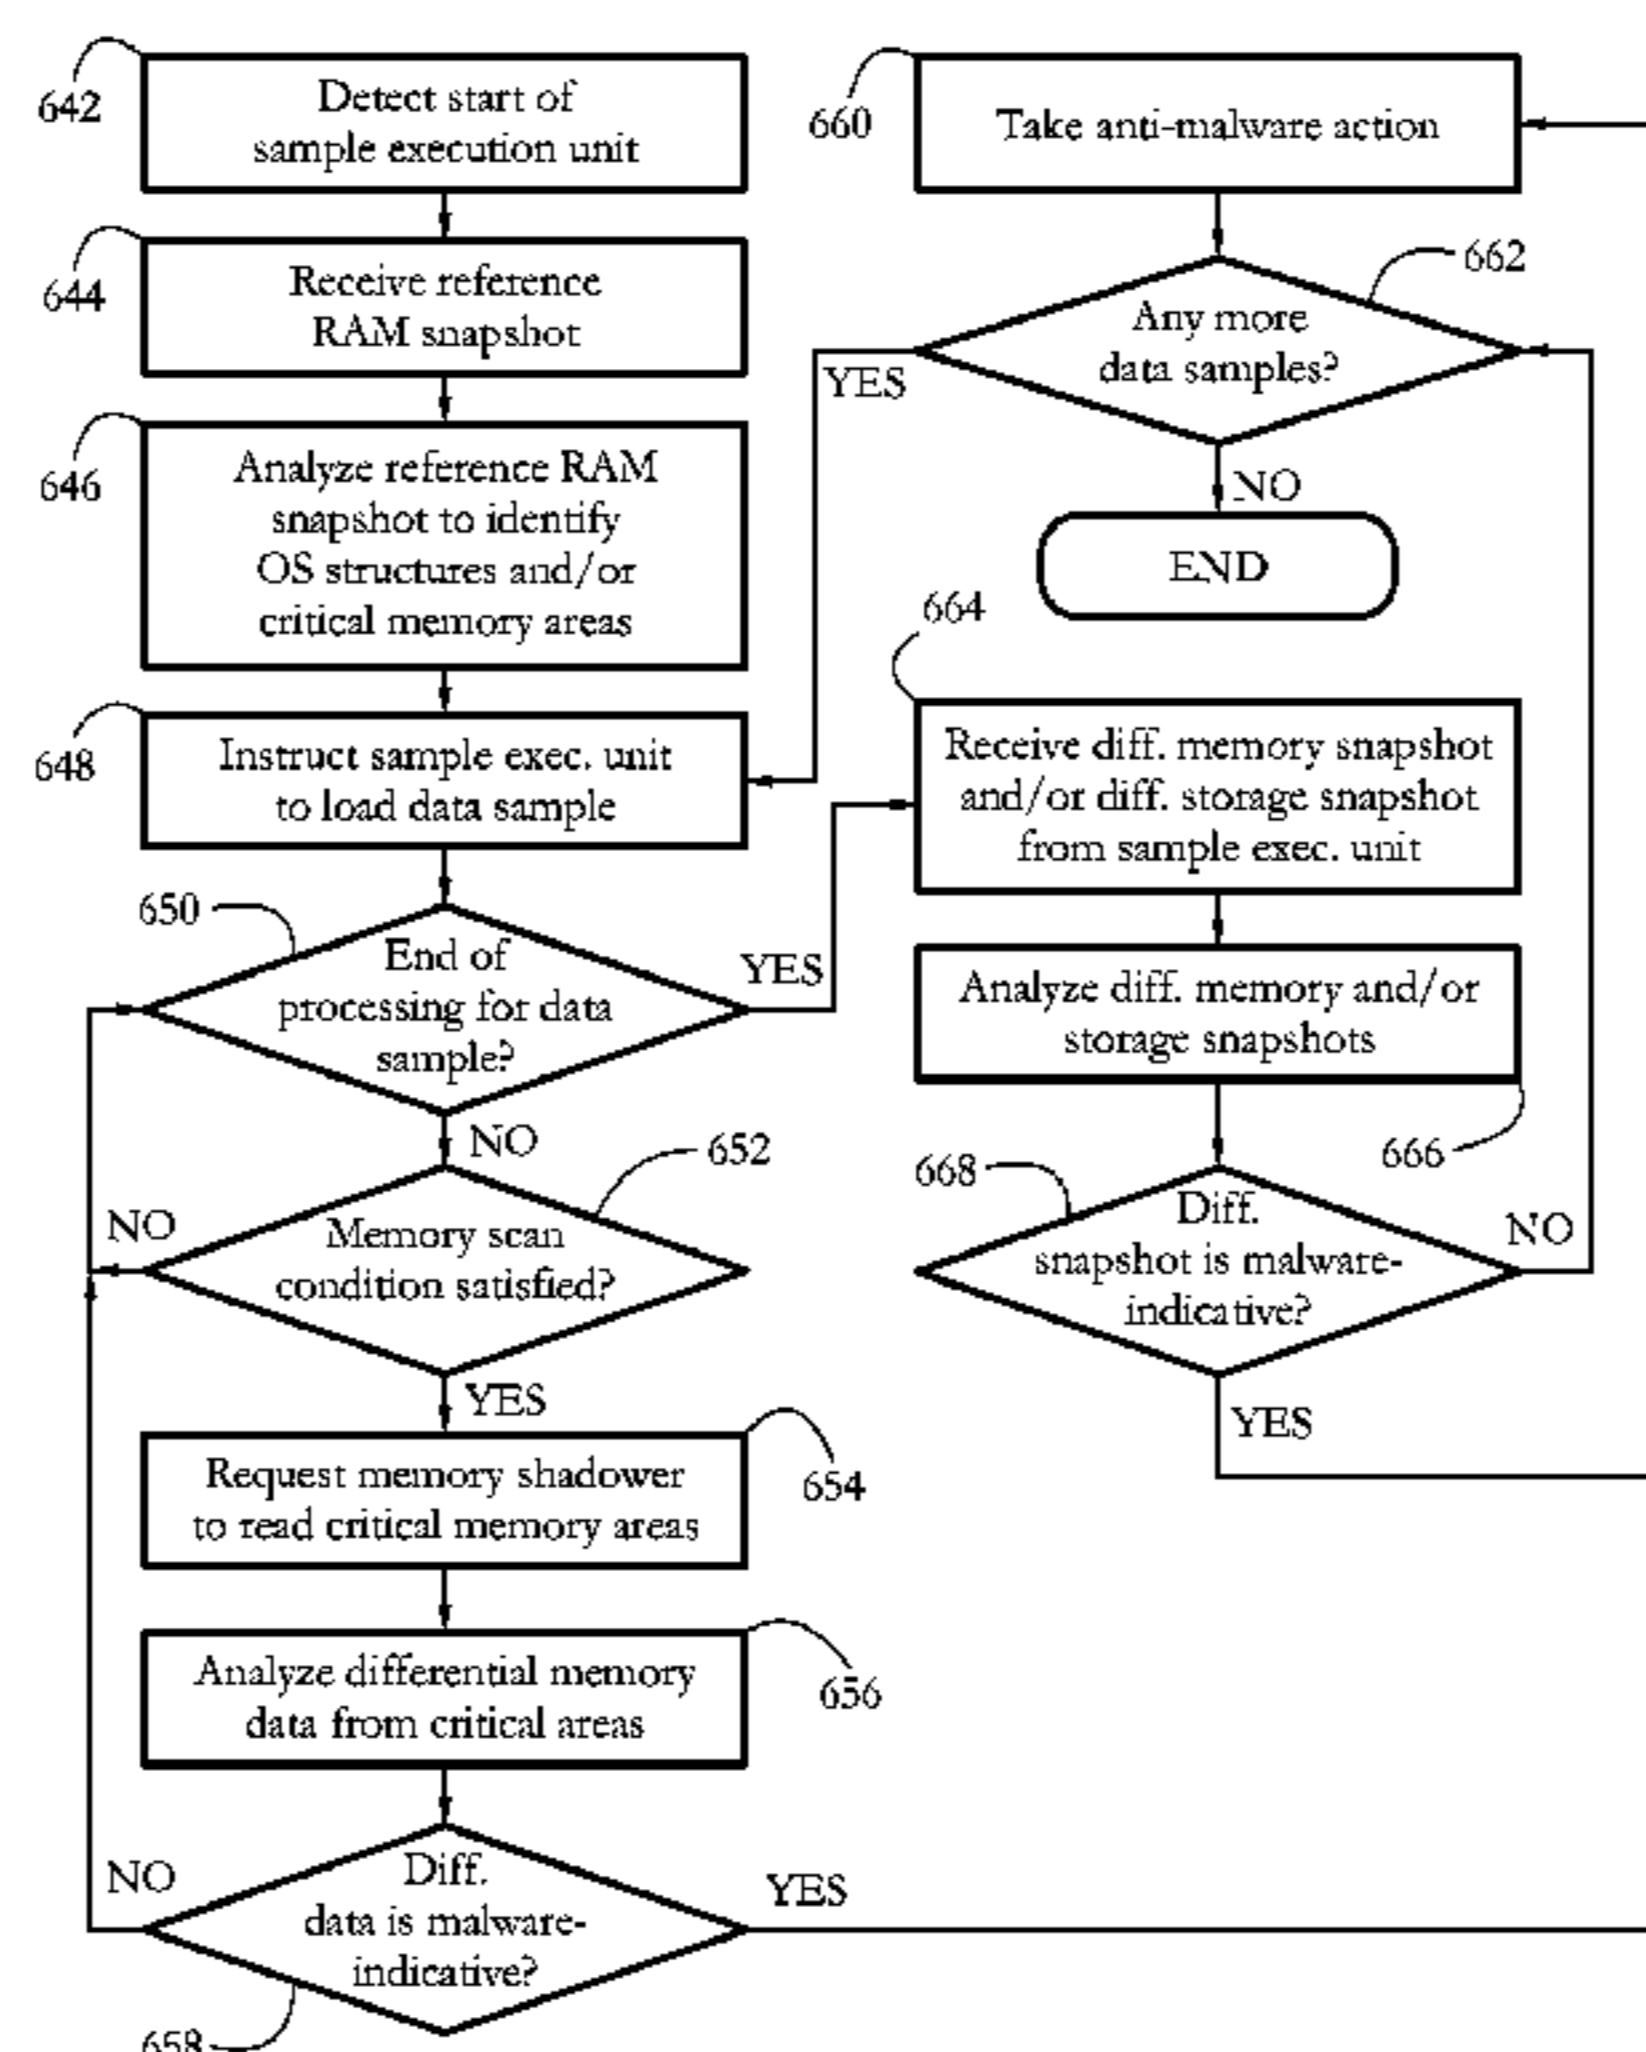 642
Detect start of
sample execution unit
644
Receive reference
RAM snapshot
646
Analyze reference RAM
snapshot to identify
OS structures and/or
critical memory areas
648
Instruct sample exec. unit
to load data sample
650
End of
processing for data
sample?
YES
NO
652
Memory scan
condition satisfied?
NO
YES
654
Request memory shadower
to read critical memory areas
656
Analyze differential memory
data from critical areas
Diff.
data is malware-
indicative?
NO
YES
658
660
Take anti-malware action
662
Any more
data samples?
YES
NO
END
664
Receive diff. memory snapshot
and/or diff. storage snapshot
from sample exec. unit
Analyze diff. memory and/or
storage snapshots
666
668
Diff.
snapshot is malware-
indicative?
NO
YES